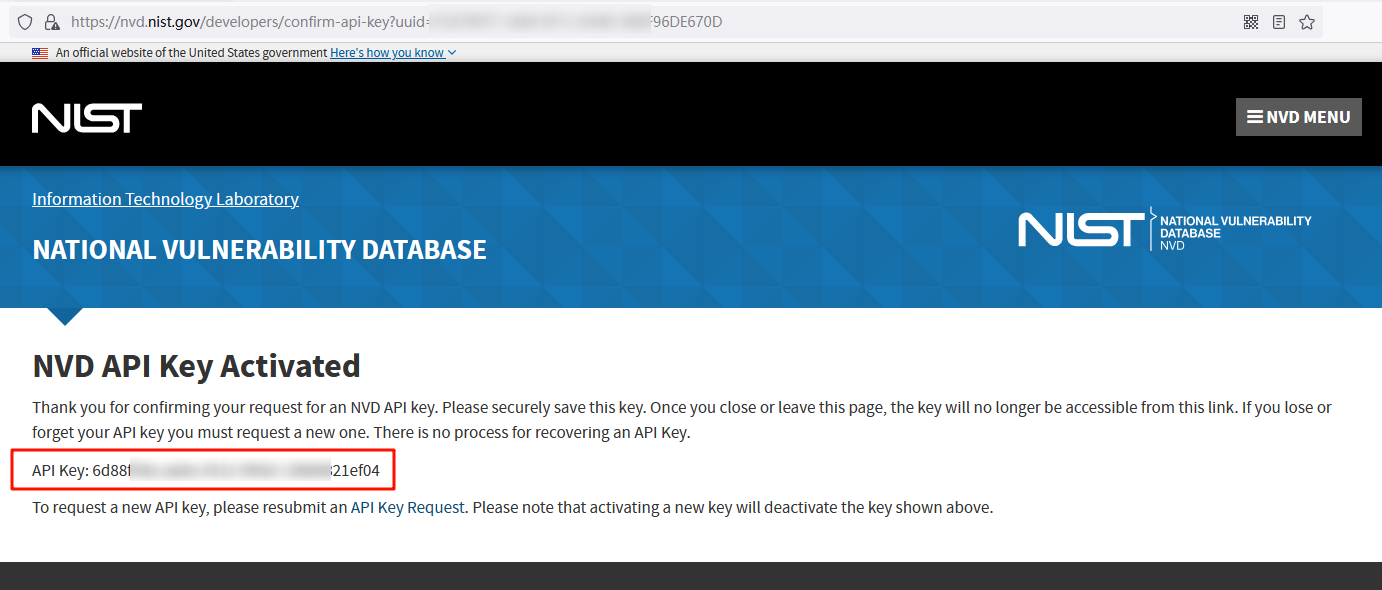 https://nvd.nist.gov/developers/confirm-api-key?uuid= F96DE670D
An official website of the United States government Here's how you know
NIST
NVD MENU
Information Technology Laboratory
NATIONAL VULNERABILITY DATABASE
NIST
NATIONAL VULNERABILITY
DATABASE
NVD
NVD API Key Activated
Thank you for confirming your request for an NVD API key. Please securely save this key. Once you close or leave this page, the key will no longer be accessible from this link. If you lose or
forget your API key you must request a new one. There is no process for recovering an API Key.
API Key: 6d88f 321ef04
To request a new API key, please resubmit an API Key Request. Please note that activating a new key will deactivate the key shown above.